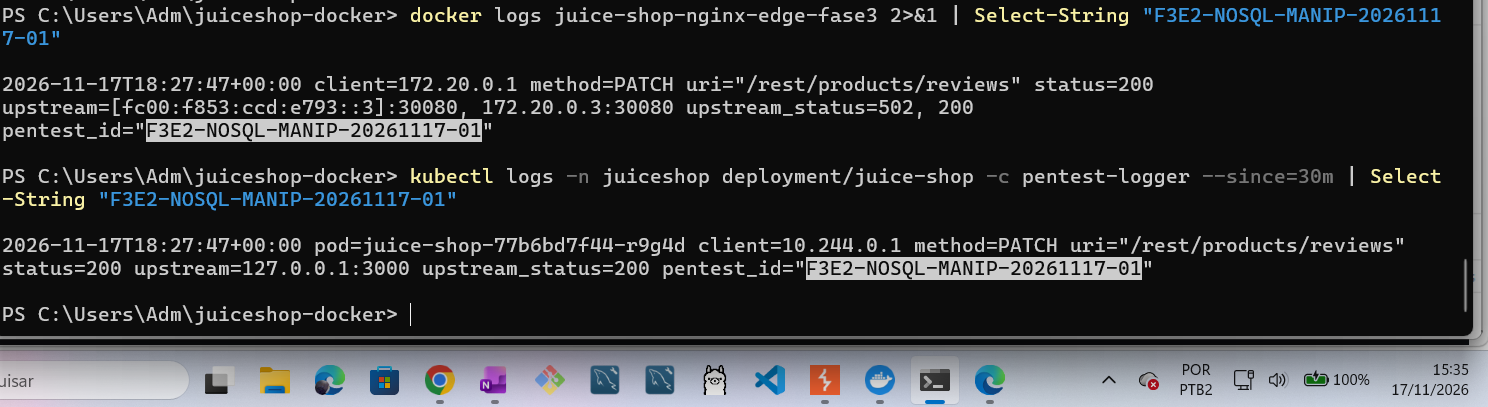 PS C:\Users\Adm\juiceshop-docker> docker logs juice-shop-nginx-edge-fase3 2>&1 | Select-String "F3E2-NOSQL-MANIP-2026111
7-01"
2026-11-17T18:27:47+00:00 client=172.20.0.1 method=PATCH uri="/rest/products/reviews" status=200
upstream=[fc00:f853:ccd:e793::3]:30080, 172.20.0.3:30080 upstream_status=502, 200
pentest_id="F3E2-NOSQL-MANIP-20261117-01"
PS C:\Users\Adm\juiceshop-docker> kubectl logs -n juiceshop deployment/juice-shop -c pentest-logger --since=30m | Select
-String "F3E2-NOSQL-MANIP-20261117-01"
2026-11-17T18:27:47+00:00 pod=juice-shop-77b6bd7f44-r9g4d client=10.244.0.1 method=PATCH uri="/rest/products/reviews"
status=200 upstream=127.0.0.1:3000 upstream_status=200 pentest_id="F3E2-NOSQL-MANIP-20261117-01"
PS C:\Users\Adm\juiceshop-docker>
uisar
POR
PTB2
100%
15:35
17/11/2026